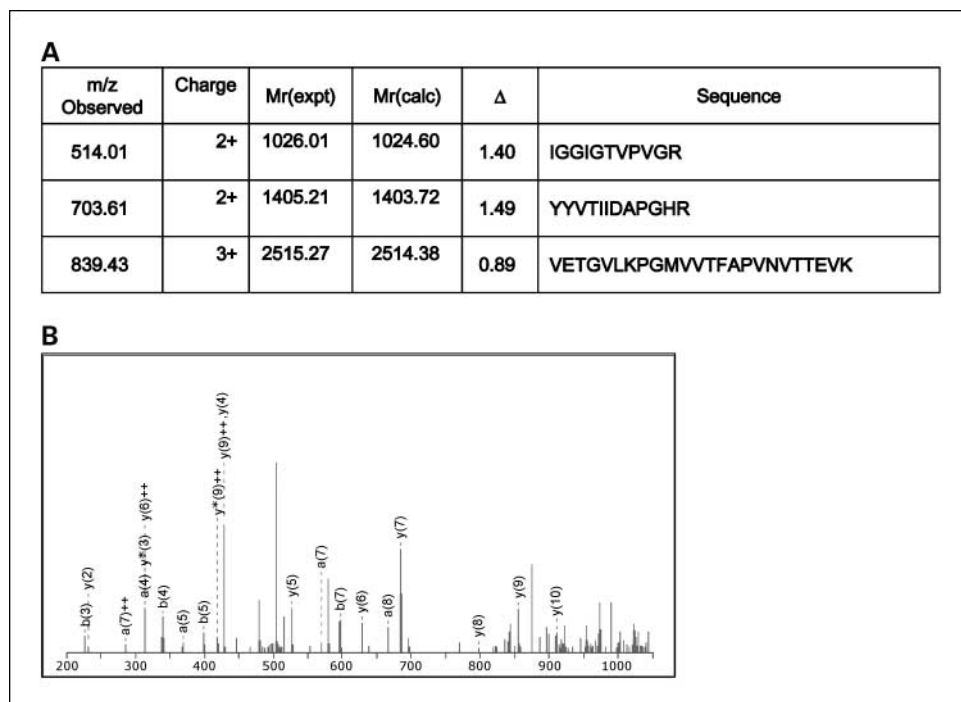 A
m/z Observed Charge Mr(expt) Mr(calc) Δ Sequence
514.01 2+ 1026.01 1024.60 1.40 IGGIGTVPVGR
703.61 2+ 1405.21 1403.72 1.49 YYVTIIDAPGHR
839.43 3+ 2515.27 2514.38 0.89 VETGVLKPGMVVTFAPVNVTTEVK
B
b(3) y(2)
a(7)++
a(4) y*(3) y(6)++
b(4)
a(5)
b(5)
y*(9)++
y(9)++,y(4)
y(5)
a(7)
b(7)
y(6)
a(8)
y(7)
y(8)
y(9)
y(10)
200 300 400 500 600 700 800 900 1000